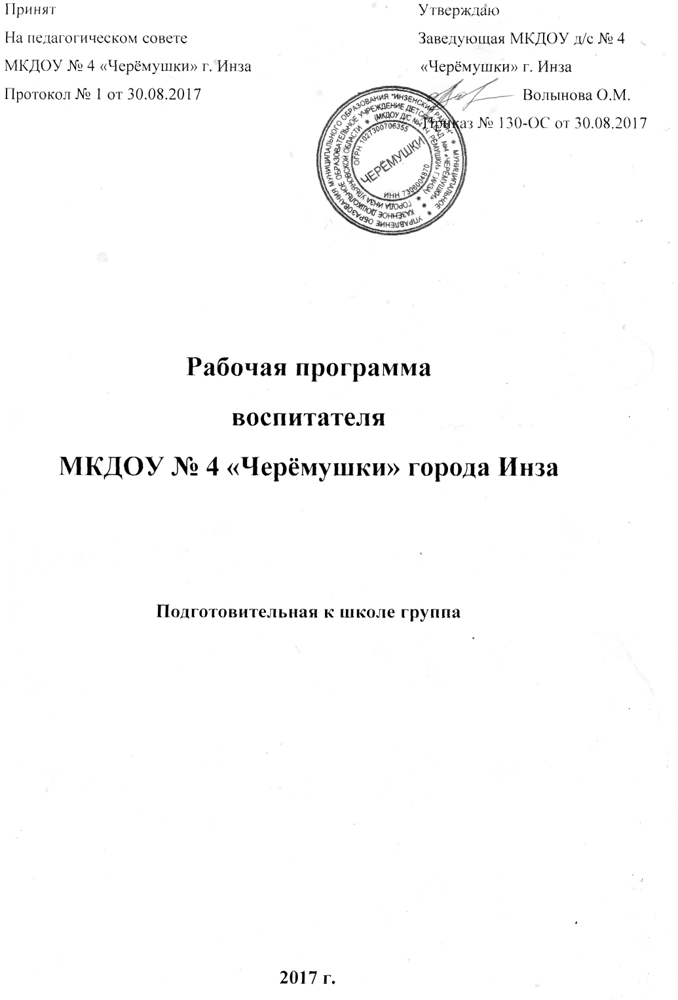 Принят
На педагогическом совете
МКДОУ № 4 «Черёмушки» г. Инза
Протокол № 1 от 30.08.2017
Утверждаю
Заведующая МКДОУ д/с № 4
«Черёмушки» г. Инза
Волынова О.М.
Приказ № 130-ОС от 30.08.2017
УПРАВЛЕНИЕ ОБРАЗОВАНИЯ МУНИЦИПАЛЬНОГО ОБРАЗОВАНИЯ "ИНЗЕНСКИЙ РАЙОН" * МУНИЦИПАЛЬНОЕ *
КАЗЁННОЕ ДОШКОЛЬНОЕ ОБРАЗОВАТЕЛЬНОЕ УЧРЕЖДЕНИЕ ДЕТСКИЙ САД №4 «ЧЕРЁМУШКИ» *
ГОРОДА ИНЗА УЛЬЯНОВСКОЙ ОБЛАСТИ * (МКДОУ Д/С №4 «ЧЕРЁМУШКИ» Г.ИНЗА) *
ОГРН 1027300706355
ЧЕРЁМУШКИ
ИНН 7306004870
Рабочая программа
воспитателя
МКДОУ № 4 «Черёмушки» города Инза
Подготовительная к школе группа
2017 г.